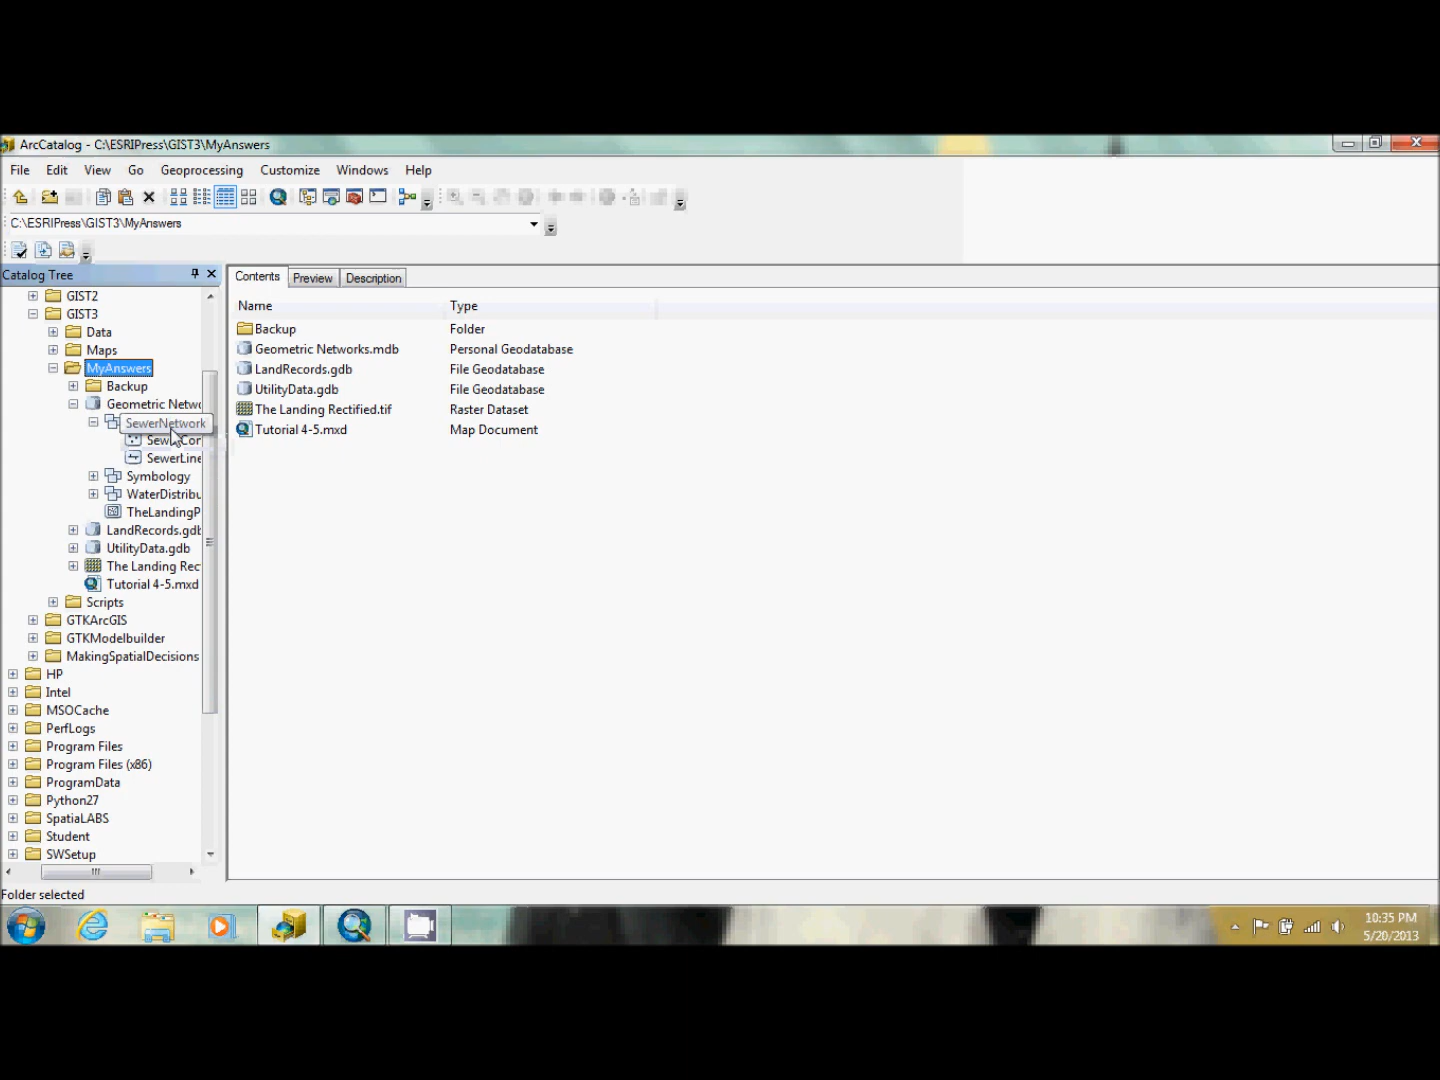 ArcCatalog - C:\ESRIPress\GIST3\MyAnswers
File Edit View Go Geoprocessing Customize Windows Help
C:\ESRIPress\GIST3\MyAnswers
Catalog Tree
GIST2
GIST3
Data
Maps
MyAnswers
Backup
Geometric Netwo
SewerNetwork
SewerCon
SewerLine
Symbology
WaterDistribu
TheLandingP
LandRecords.gdb
UtilityData.gdb
The Landing Rec
Tutorial 4-5.mxd
Scripts
GTKArcGIS
GTKModelbuilder
MakingSpatialDecisions
HP
Intel
MSOCache
PerfLogs
Program Files
Program Files (x86)
ProgramData
Python27
SpatiaLABS
Student
SWSetup
Contents Preview Description
Name Type
Backup Folder
Geometric Networks.mdb Personal Geodatabase
LandRecords.gdb File Geodatabase
UtilityData.gdb File Geodatabase
The Landing Rectified.tif Raster Dataset
Tutorial 4-5.mxd Map Document
Folder selected
10:35 PM
5/20/2013